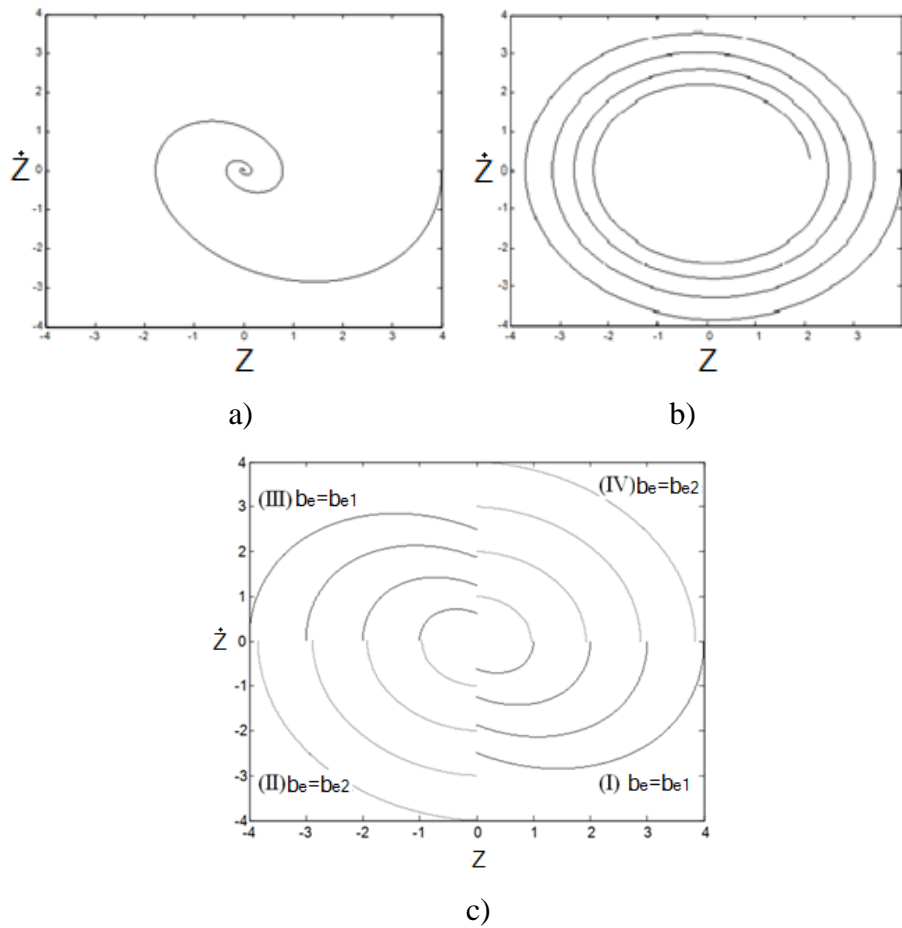 4 4
3 3
2 2
1 1
Ż 0 Ż 0
-1 -1
-2 -2
-3 -3
-4 -4
-4 -3 -2 -1 0 1 2 3 4 -4 -3 -2 -1 0 1 2 3
Z Z
a) b)
4
(III) be=be1 (IV) be=be2
3
2
1
Ż 0
-1
-2
-3 (II) be=be2 (I) be=be1
-4
-4 -3 -2 -1 0 1 2 3 4
Z
c)